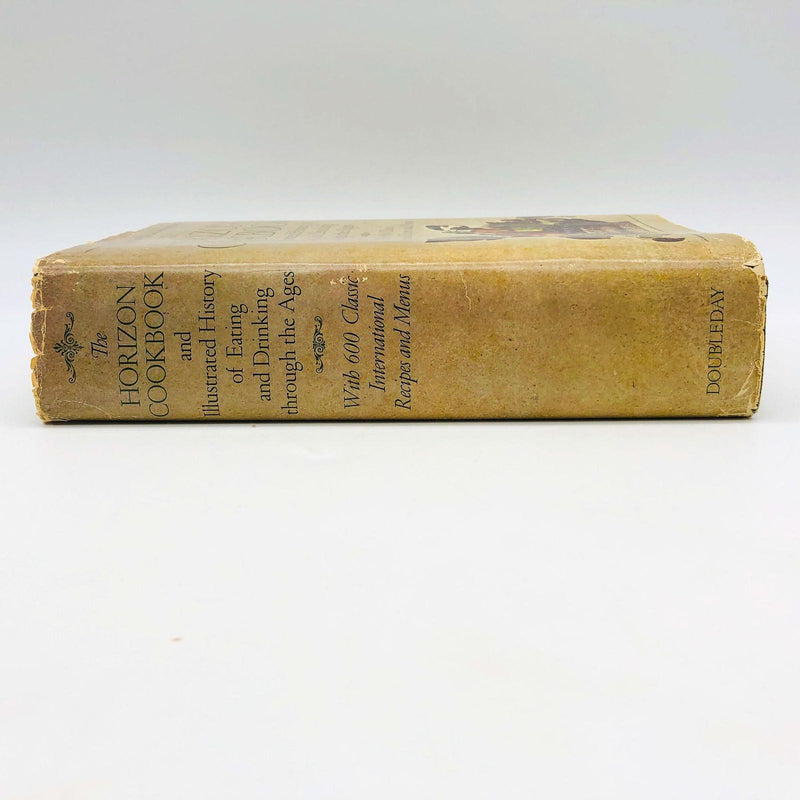 The
HORIZON
COOKBOOK
and
Illustrated History
of Eating
and Drinking
through the Ages
With 600 Classic
International
Recipes and Menus
DOUBLEDAY